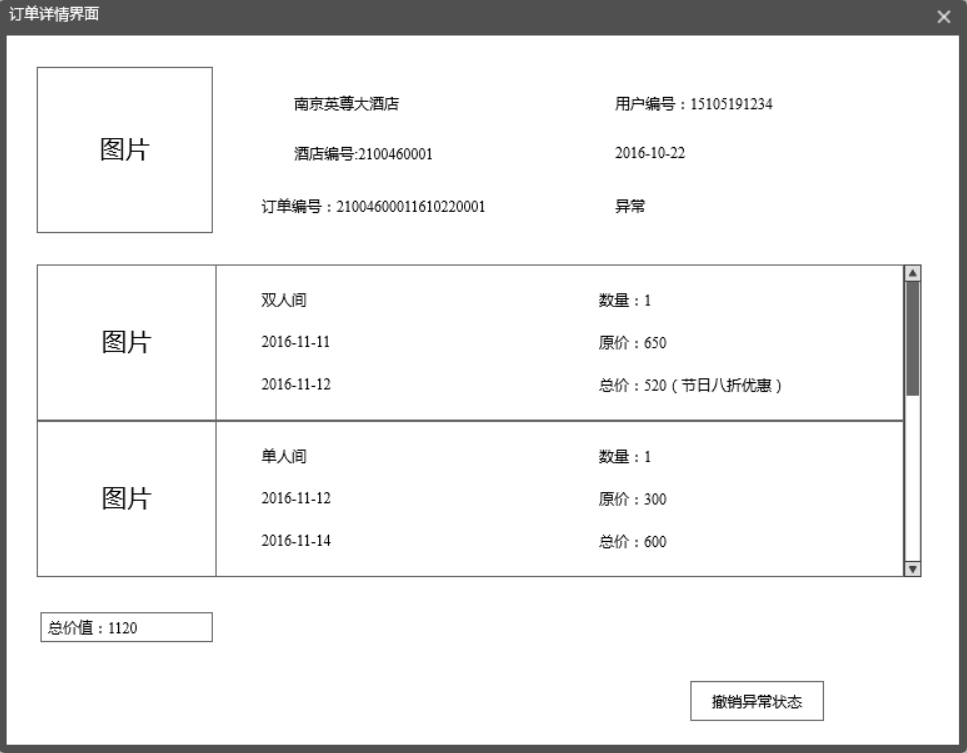 订单详情界面
图片
南京英尊大酒店
用户编号：15105191234
酒店编号:2100460001
2016-10-22
订单编号：21004600011610220001
异常
图片
双人间
数量：1
2016-11-11
原价：650
2016-11-12
总价：520（节日八折优惠）
图片
单人间
数量：1
2016-11-12
原价：300
2016-11-14
总价：600
总价值：1120
撤销异常状态